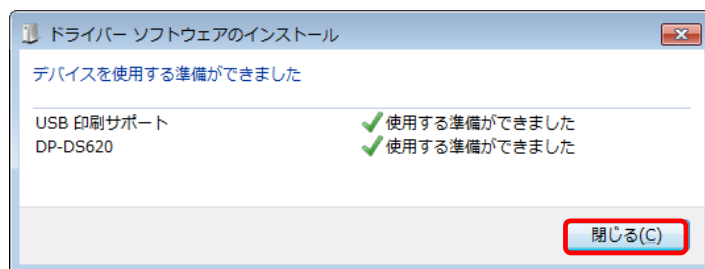 ドライバー ソフトウェアのインストール
デバイスを使用する準備ができました
USB 印刷サポート 使用する準備ができました
DP-DS620 使用する準備ができました
閉じる(C)